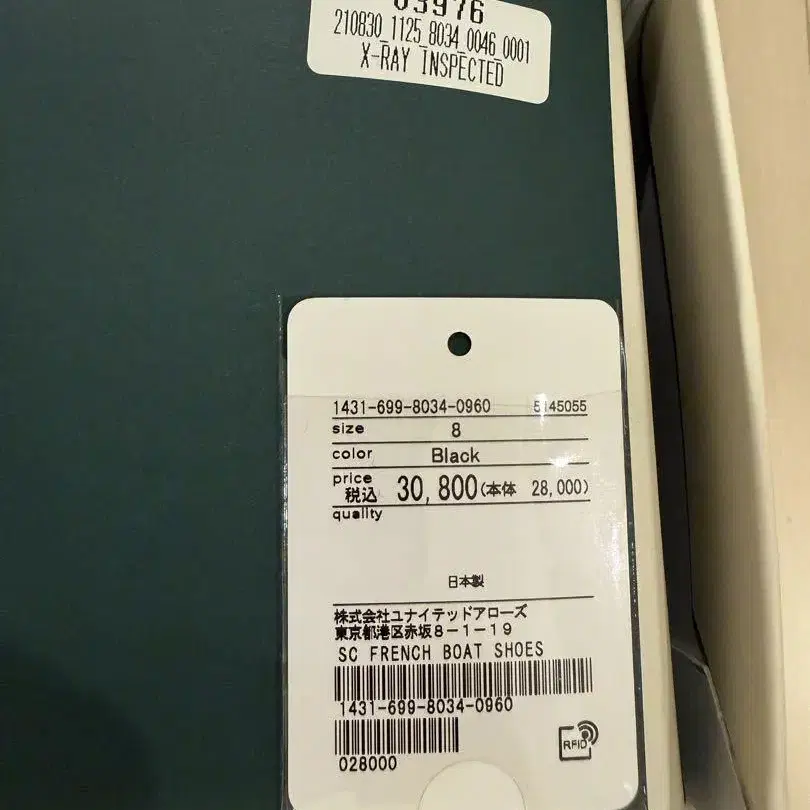 03976
210830_1125_8034_0046_0001
X-RAY INSPECTED
1431-699-8034-0960 5145055
size 8
color Black
price
税込 30,800(本体 28,000)
quality
日本製
株式会社ユナイテッドアローズ
東京都港区赤坂8-1-19
SC FRENCH BOAT SHOES
1431-699-8034-0960
028000
RFID